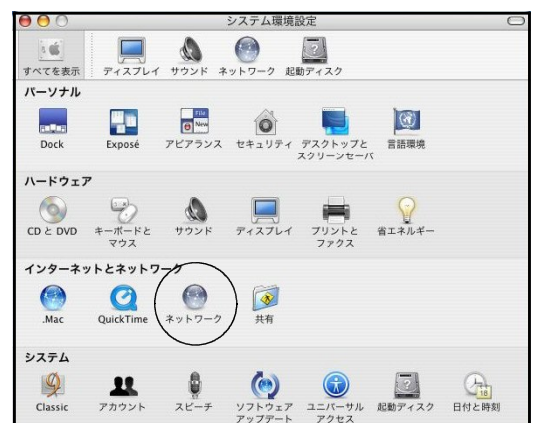 システム環境設定
すべてを表示 ディスプレイ サウンド ネットワーク 起動ディスク
パーソナル
Dock Exposé アピアランス セキュリティ デスクトップと
スクリーンセーバ 言語環境
ハードウェア
CD と DVD キーボードと
マウス サウンド ディスプレイ プリントと
ファクス 省エネルギー
インターネットとネットワーク
.Mac QuickTime ネットワーク 共有
システム
Classic アカウント スピーチ ソフトウェア
アップデート ユニバーサル
アクセス 起動ディスク 日付と時刻
File
New
18